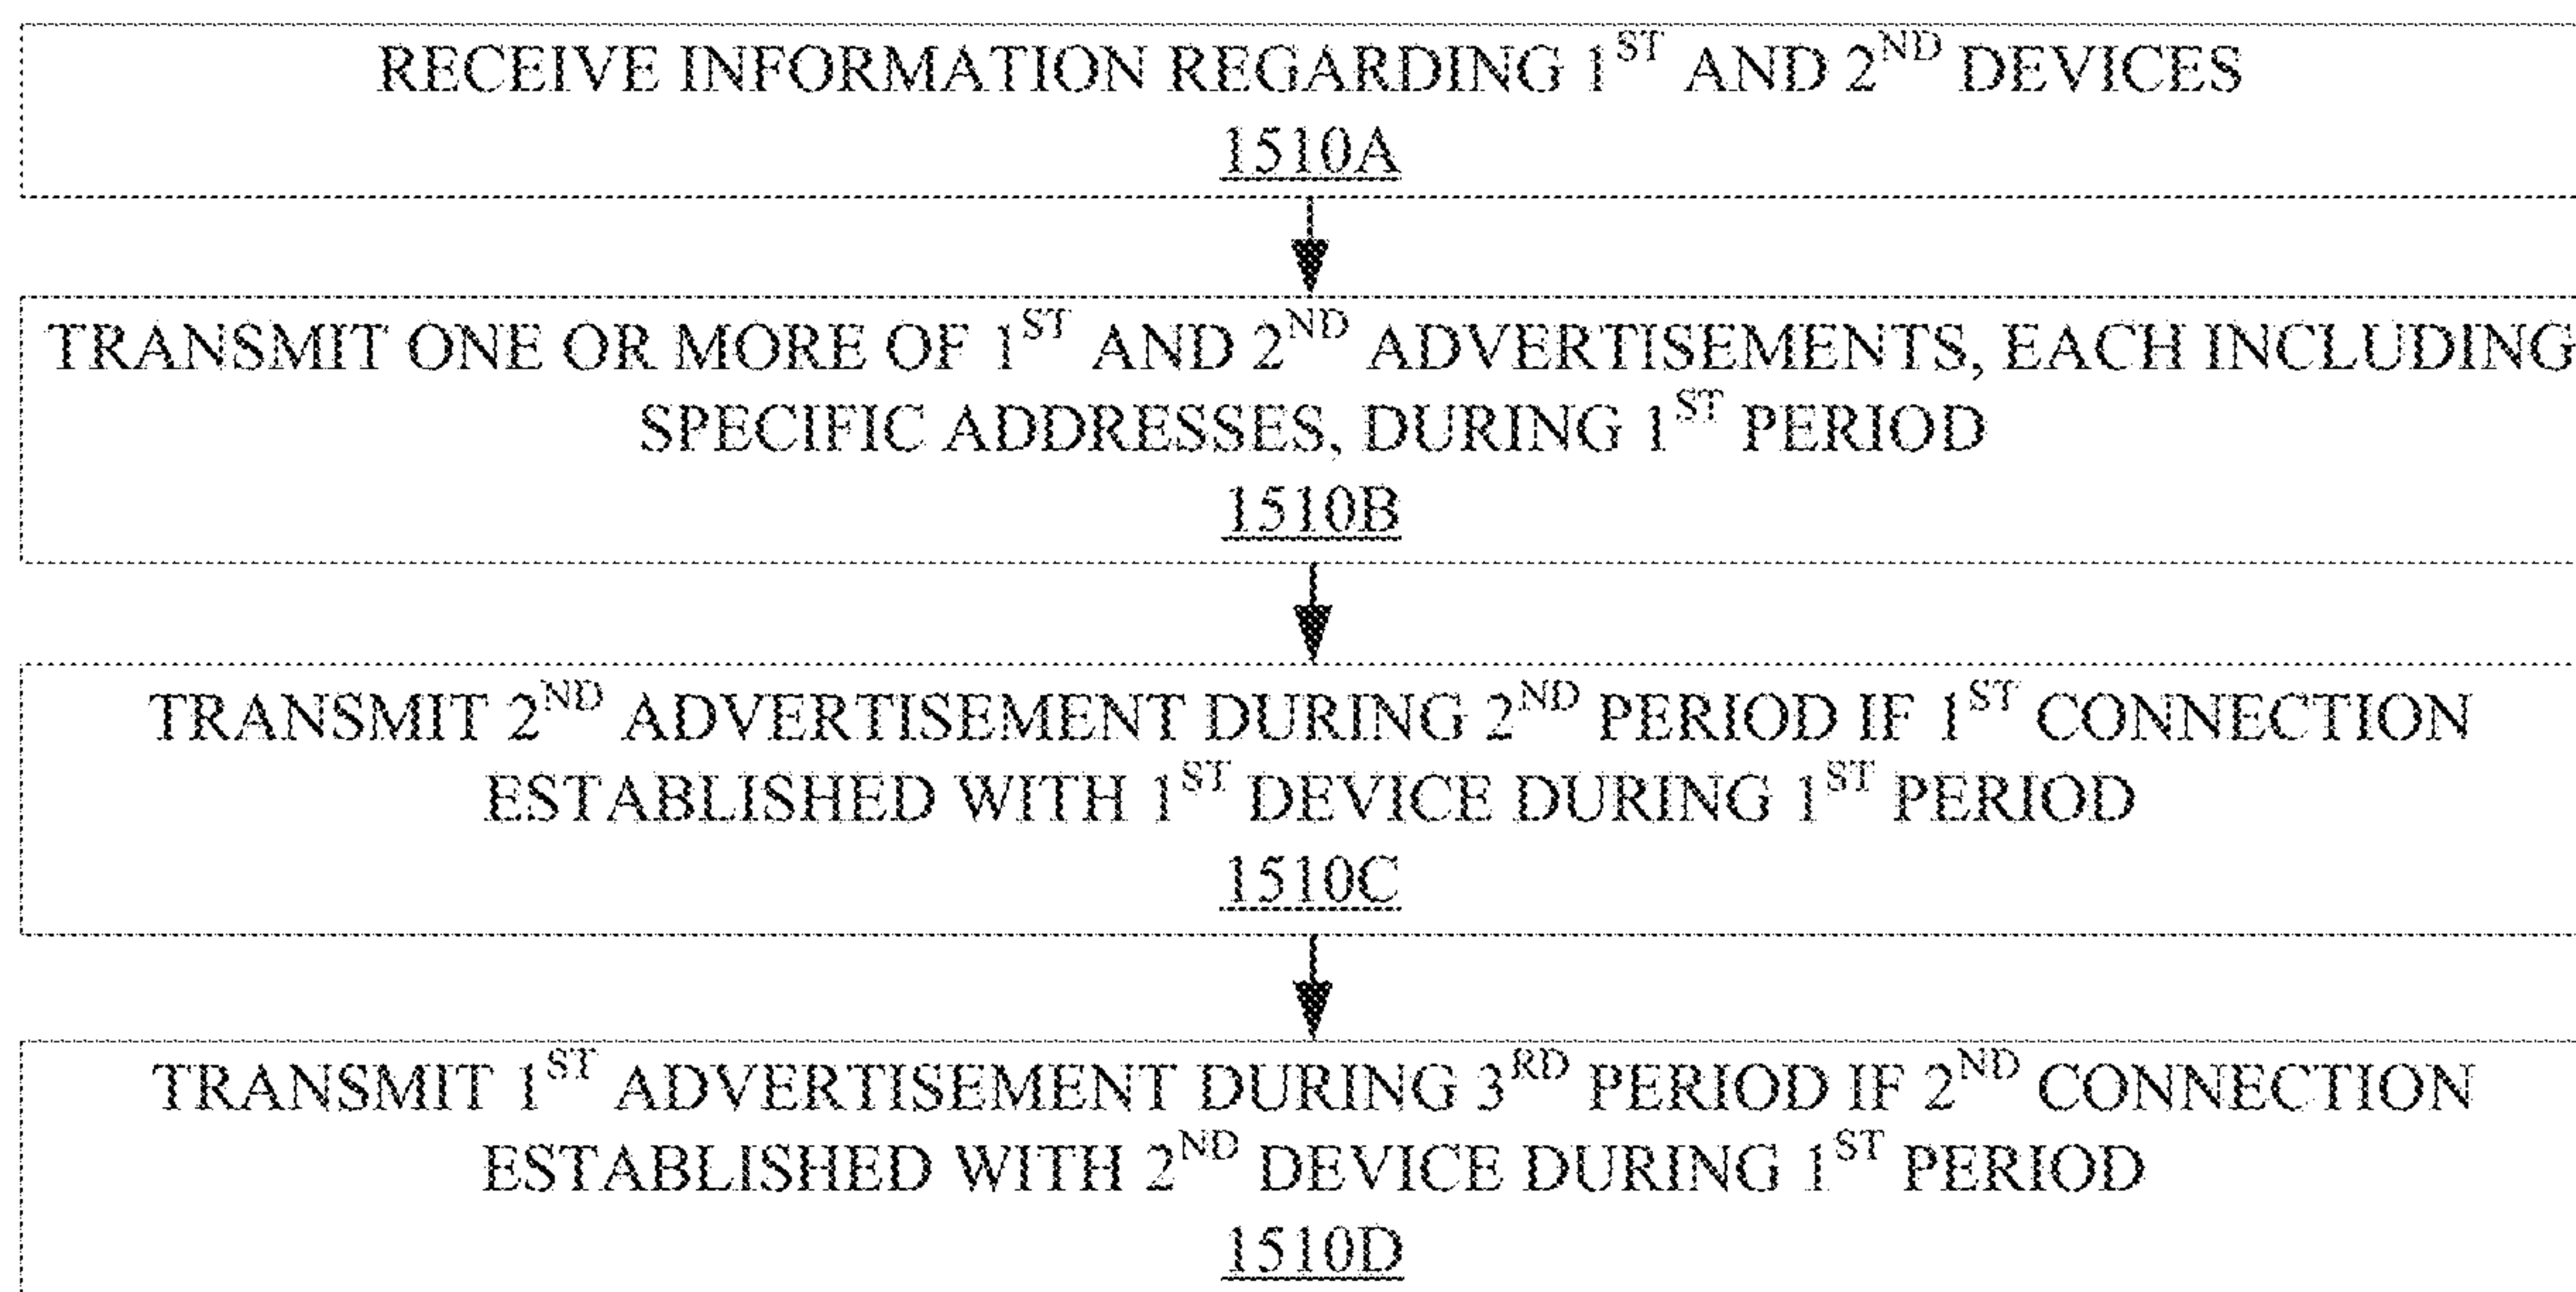 RECEIVE INFORMATION REGARDING 1ST AND 2ND DEVICES
1510A
TRANSMIT ONE OR MORE OF 1ST AND 2ND ADVERTISEMENTS, EACH INCLUDING
SPECIFIC ADDRESSES, DURING 1ST PERIOD
1510B
TRANSMIT 2ND ADVERTISEMENT DURING 2ND PERIOD IF 1ST CONNECTION
ESTABLISHED WITH 1ST DEVICE DURING 1ST PERIOD
1510C
TRANSMIT 1ST ADVERTISEMENT DURING 3RD PERIOD IF 2ND CONNECTION
ESTABLISHED WITH 2ND DEVICE DURING 1ST PERIOD
1510D